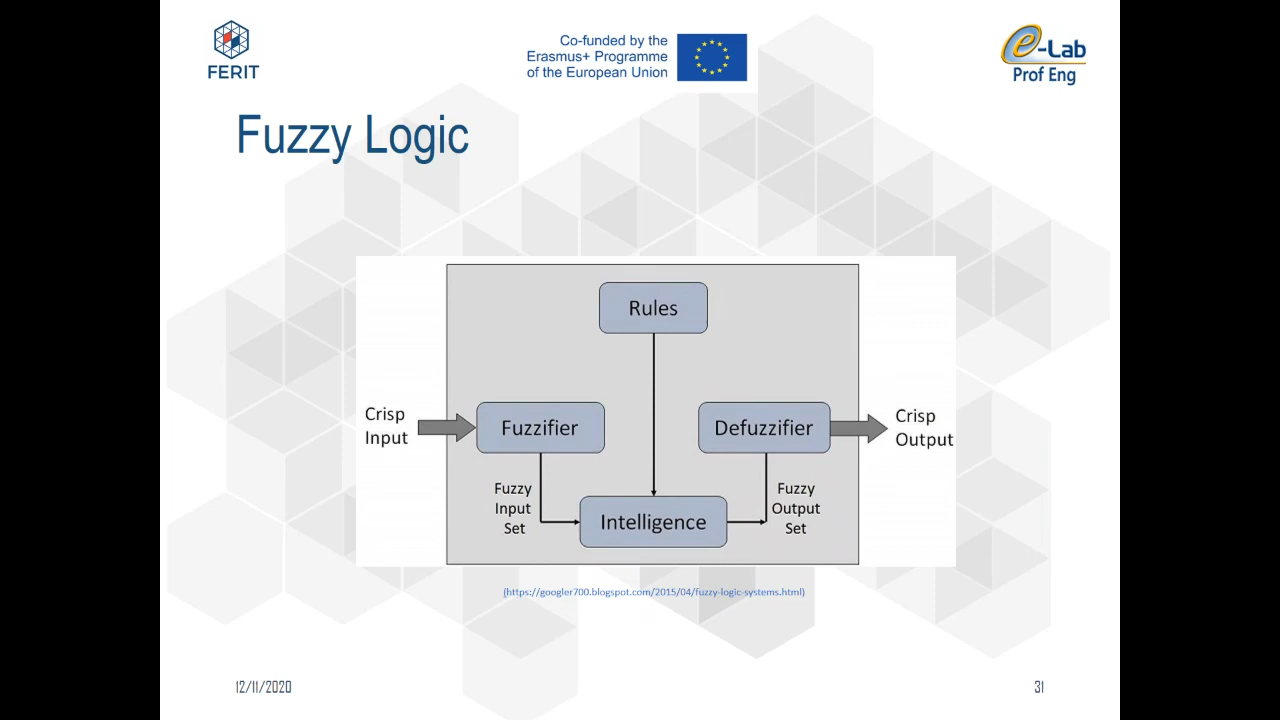 FERIT
Co-funded by the
Erasmus+ Programme
of the European Union
e-Lab
Prof Eng
Fuzzy Logic
Rules
Crisp
Input
Fuzzifier
Defuzzifier
Crisp
Output
Fuzzy
Input
Set
Intelligence
Fuzzy
Output
Set
(https://googler700.blogspot.com/2015/04/fuzzy-logic-systems.html)
12/11/2020
31